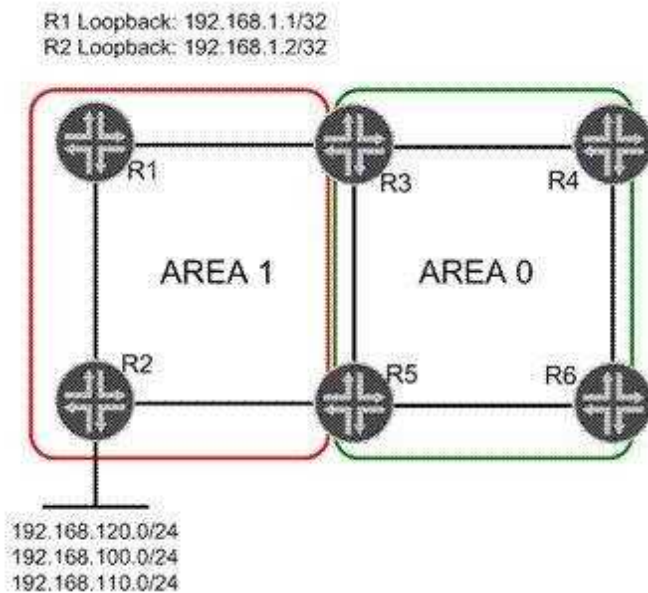 R1 Loopback: 192.168.1.1/32
R2 Loopback: 192.168.1.2/32
R1
R3
R4
AREA 1
AREA 0
R2
R5
R6
192.168.120.0/24
192.168.100.0/24
192.168.110.0/24